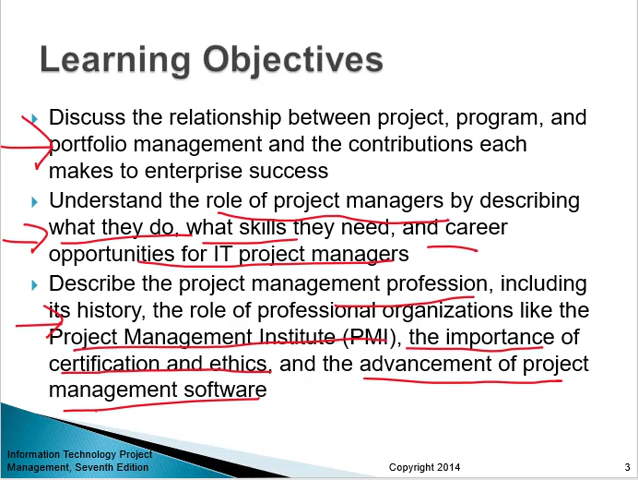 Learning Objectives
Discuss the relationship between project, program, and
portfolio management and the contributions each
makes to enterprise success
Understand the role of project managers by describing
what they do, what skills they need, and career
opportunities for IT project managers
Describe the project management profession, including
its history, the role of professional organizations like the
Project Management Institute (PMI), the importance of
certification and ethics, and the advancement of project
management software
Information Technology Project
Management, Seventh Edition
Copyright 2014
3